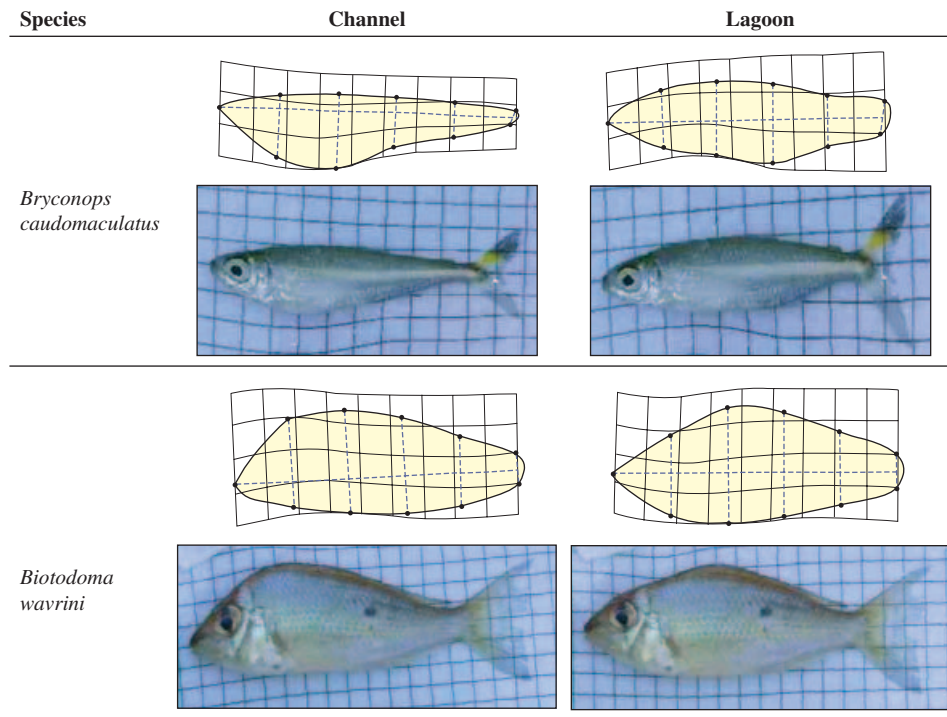 Species Channel Lagoon
Bryconops
caudomaculatus
Biotodoma
wavrini